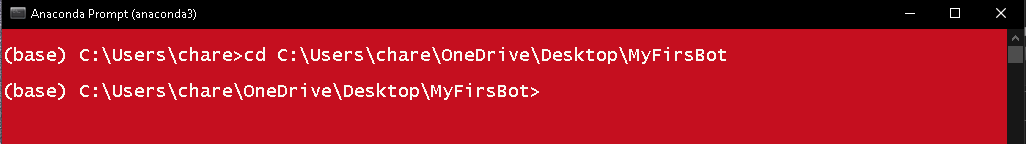 Anaconda Prompt (anaconda3)
(base) C:\Users\chare>cd C:\Users\chare\OneDrive\Desktop\MyFirsBot
(base) C:\Users\chare\OneDrive\Desktop\MyFirsBot>